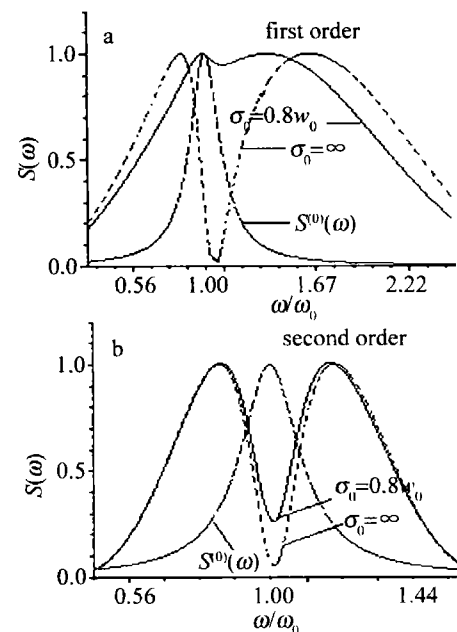 a
first order
1.0
σ₀=0.8w₀
σ₀=∞
0.5
S(ω)
S⁽⁰⁾(ω)
0.0
0.56 1.00 1.67 2.22
ω/ω₀
b
second order
1.0
S(ω)
0.5
σ₀=0.8w₀
σ₀=∞
S⁽⁰⁾(ω)
0.0
0.56 1.00 1.44
ω/ω₀